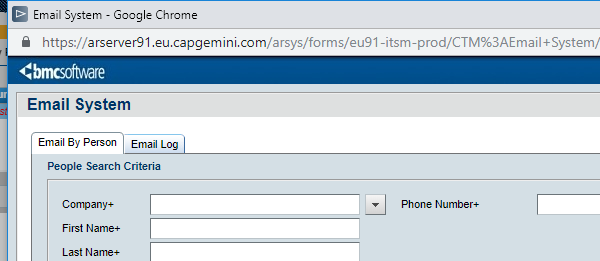 Email System - Google Chrome
https://arserver91.eu.capgemini.com/arsys/forms/eu91-itsm-prod/CTM%3AEmail+System/
bmcsoftware
Email System
Email By Person
Email Log
People Search Criteria
Company+
Phone Number+
First Name+
Last Name+